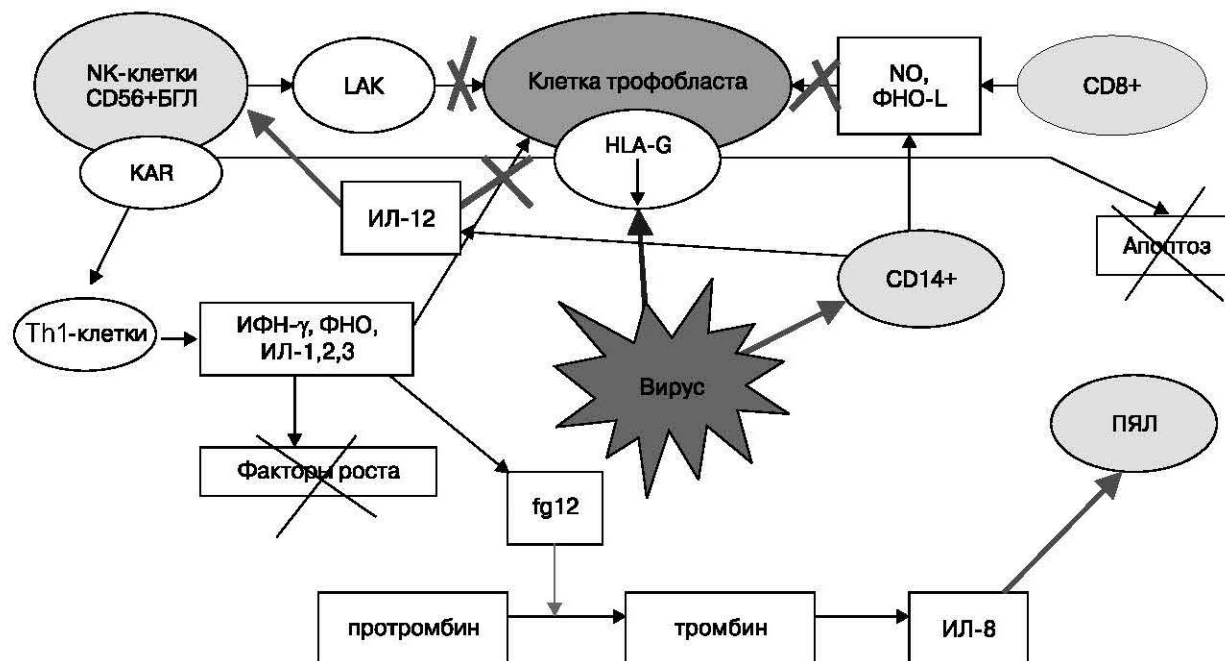 NK-клетки
CD56+БГЛ
LAK
Клетка трофобласта
NO,
ФНО-L
CD8+
KAR
HLA-G
ИЛ-12
Апоптоз
CD14+
Th1-клетки
ИФН-γ, ФНО,
ИЛ-1,2,3
Вирус
ПЯЛ
Факторы роста
fg12
протромбин
тромбин
ИЛ-8